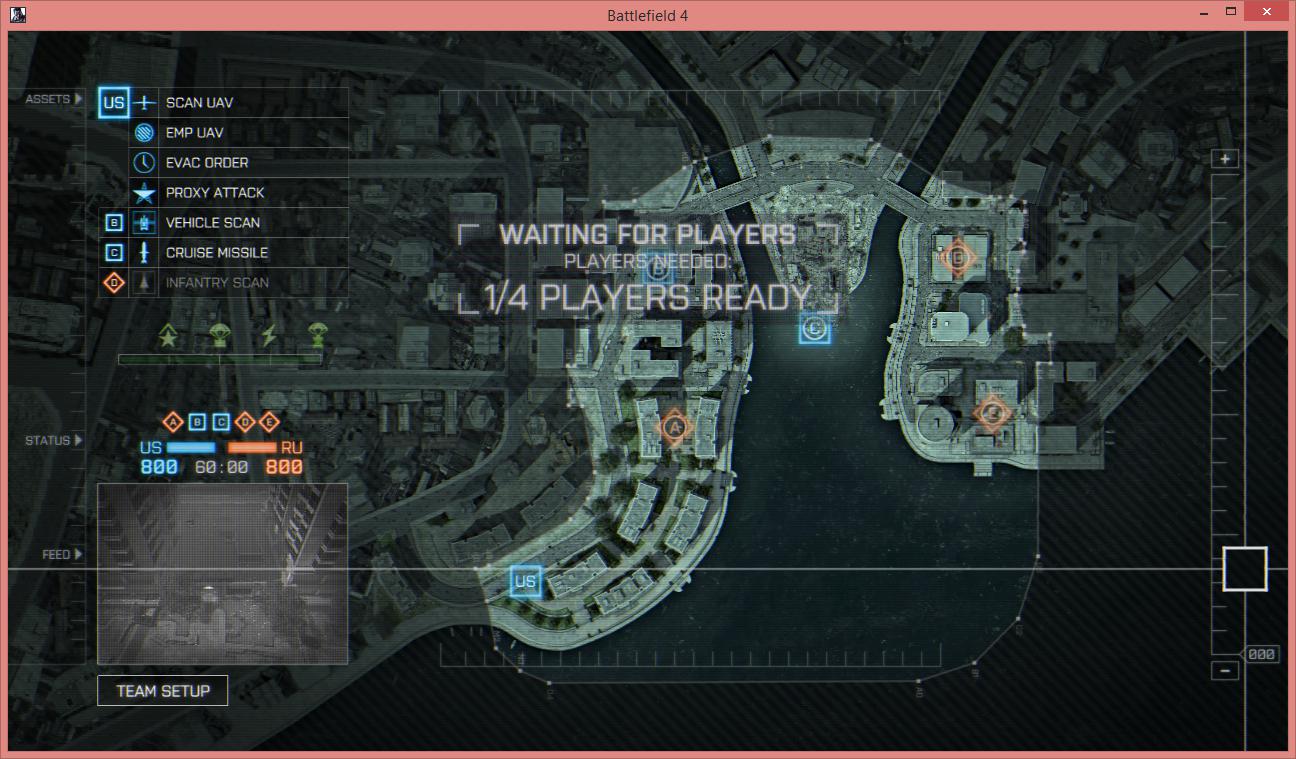 Battlefield 4
ASSETS
US SCAN UAV
EMP UAV
EVAC ORDER
PROXY ATTACK
B VEHICLE SCAN
C CRUISE MISSILE
D INFANTRY SCAN
WAITING FOR PLAYERS
PLAYERS NEEDED:
1/4 PLAYERS READY
B
D
C
E
A
US
STATUS
A B C D E
US RU
800 60:00 800
FEED
TEAM SETUP
+
000
−